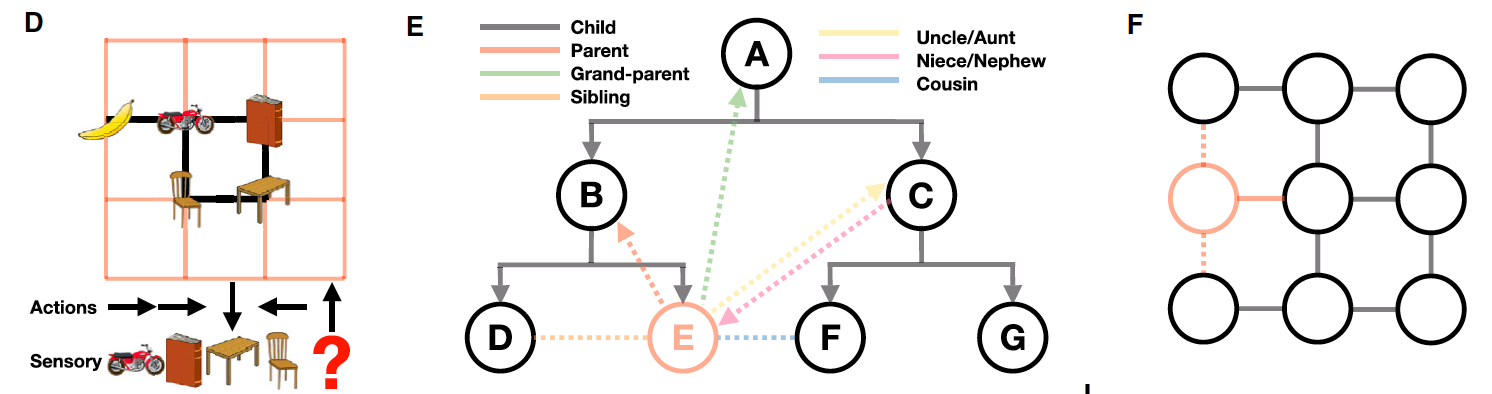 D
Actions
Sensory
?
E
Child
Parent
Grand-parent
Sibling
Uncle/Aunt
Niece/Nephew
Cousin
A
B
C
D
E
F
G
F